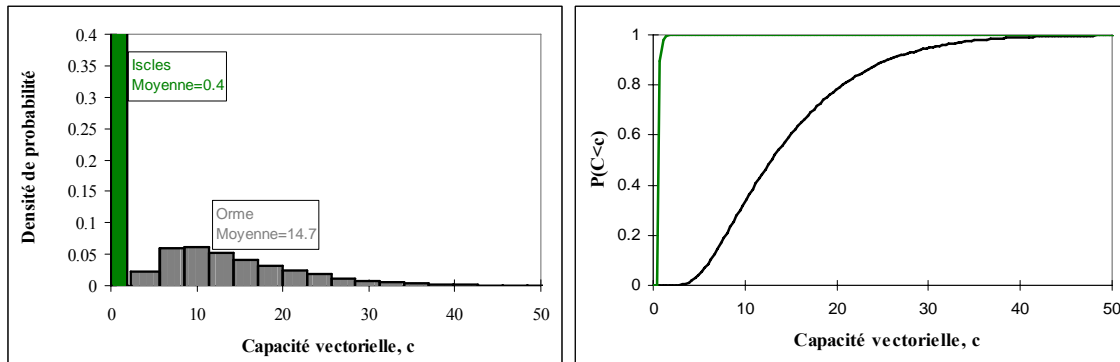 0.4
0.35
0.3
0.25
0.2
0.15
0.1
0.05
0
Densité de probabilité
Iscles
Moyenne=0.4
Orme
Moyenne=14.7
0 10 20 30 40 50
Capacité vectorielle, c
1
0.8
0.6
0.4
0.2
0
P(C<c)
0 10 20 30 40 50
Capacité vectorielle, c